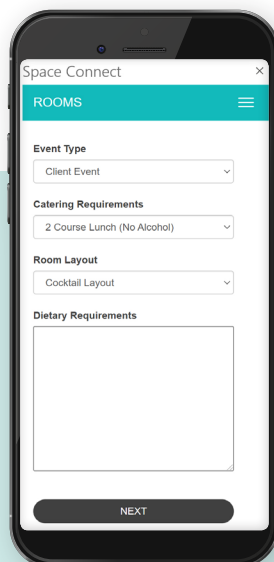 Space Connect
ROOMS
Event Type
Client Event
Catering Requirements
2 Course Lunch (No Alcohol)
Room Layout
Cocktail Layout
Dietary Requirements
NEXT